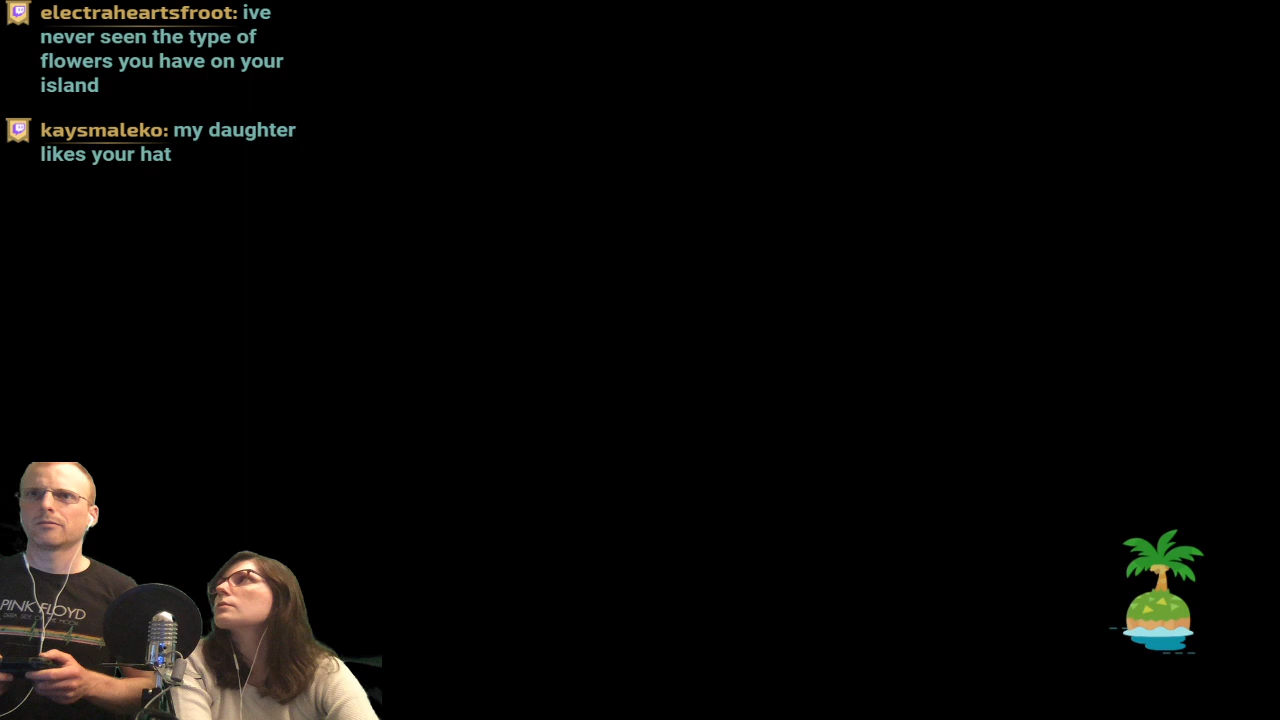 electraheartsfroot: ive
never seen the type of
flowers you have on your
island
kaysmaleko: my daughter
likes your hat
PINK FLOYD